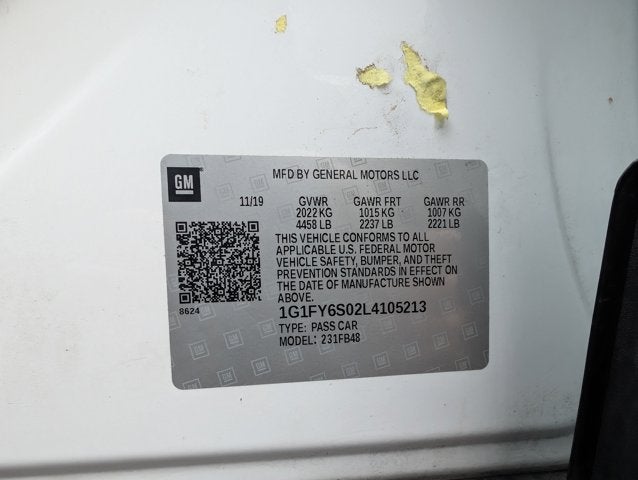 GM
MFD BY GENERAL MOTORS LLC
11/19 GVWR GAWR FRT GAWR RR
2022 KG 1015 KG 1007 KG
4458 LB 2237 LB 2221 LB
THIS VEHICLE CONFORMS TO ALL
APPLICABLE U.S. FEDERAL MOTOR
VEHICLE SAFETY, BUMPER, AND THEFT
PREVENTION STANDARDS IN EFFECT ON
THE DATE OF MANUFACTURE SHOWN
ABOVE.
8624
1G1FY6S02L4105213
TYPE: PASS CAR
MODEL: 231FB48